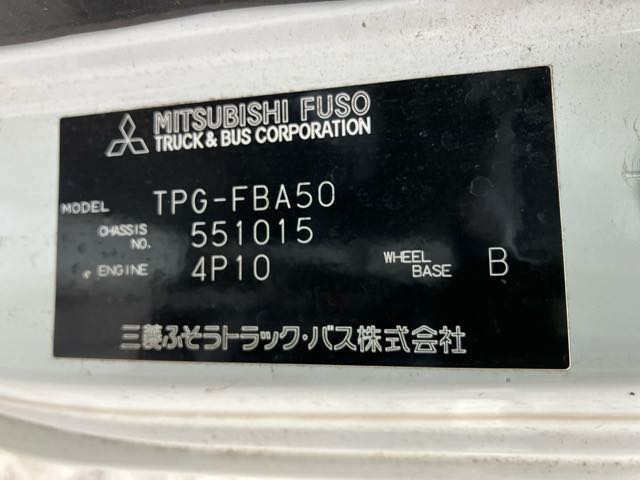 MITSUBISHI FUSO
TRUCK & BUS CORPORATION
MODEL TPG-FBA50
CHASSIS NO. 551015
ENGINE 4P10 WHEEL BASE B
三菱ふそうトラック・バス株式会社